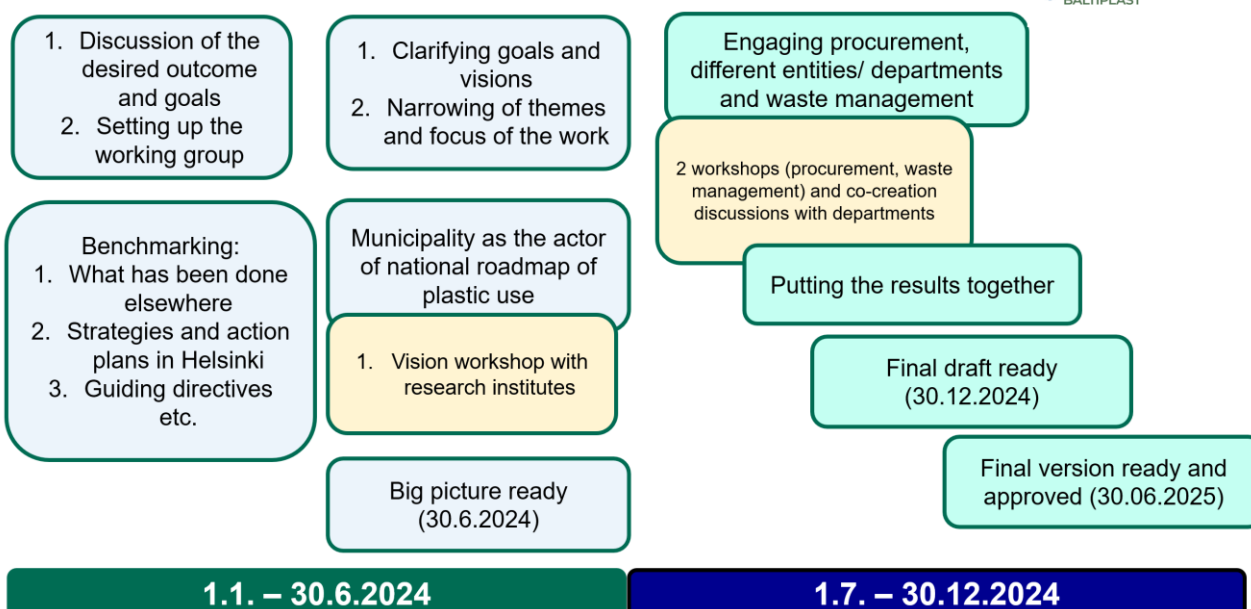 BALTIPLAST
1. Discussion of the
desired outcome
and goals
2. Setting up the
working group
1. Clarifying goals and
visions
2. Narrowing of themes
and focus of the work
Engaging procurement,
different entities/ departments
and waste management
2 workshops (procurement, waste
management) and co-creation
discussions with departments
Benchmarking:
1. What has been done
elsewhere
2. Strategies and action
plans in Helsinki
3. Guiding directives
etc.
Municipality as the actor
of national roadmap of
plastic use
1. Vision workshop with
research institutes
Big picture ready
(30.6.2024)
Putting the results together
Final draft ready
(30.12.2024)
Final version ready and
approved (30.06.2025)
1.1. – 30.6.2024
1.7. – 30.12.2024